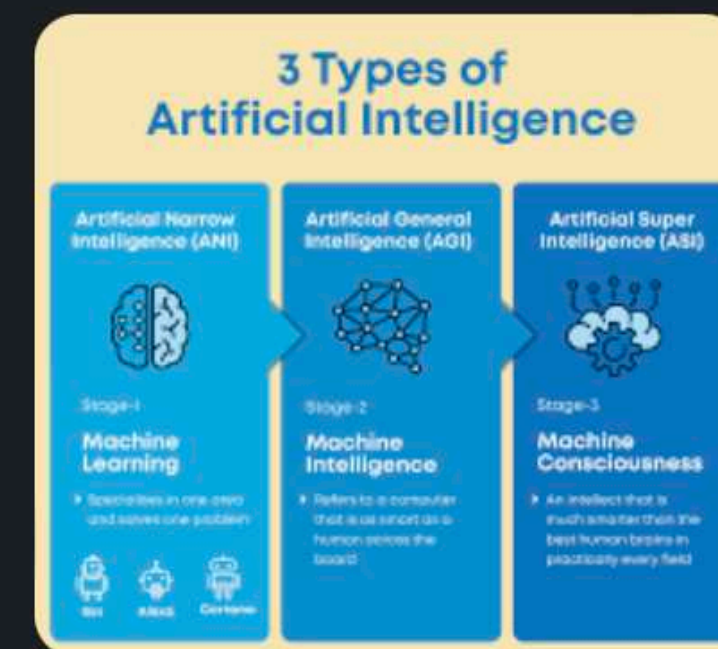 3 Types of
Artificial Intelligence
Artificial Narrow
Intelligence (ANI)
Stage-1
Machine
Learning
Specialises in one area
and solves one problem
Siri
Alexa
Cortana
Artificial General
Intelligence (AGI)
Stage-2
Machine
Intelligence
Refers to a computer
that is as smart as a
human across the
board
Artificial Super
Intelligence (ASI)
Stage-3
Machine
Consciousness
An intellect that is
much smarter than the
best human brains in
practically every field